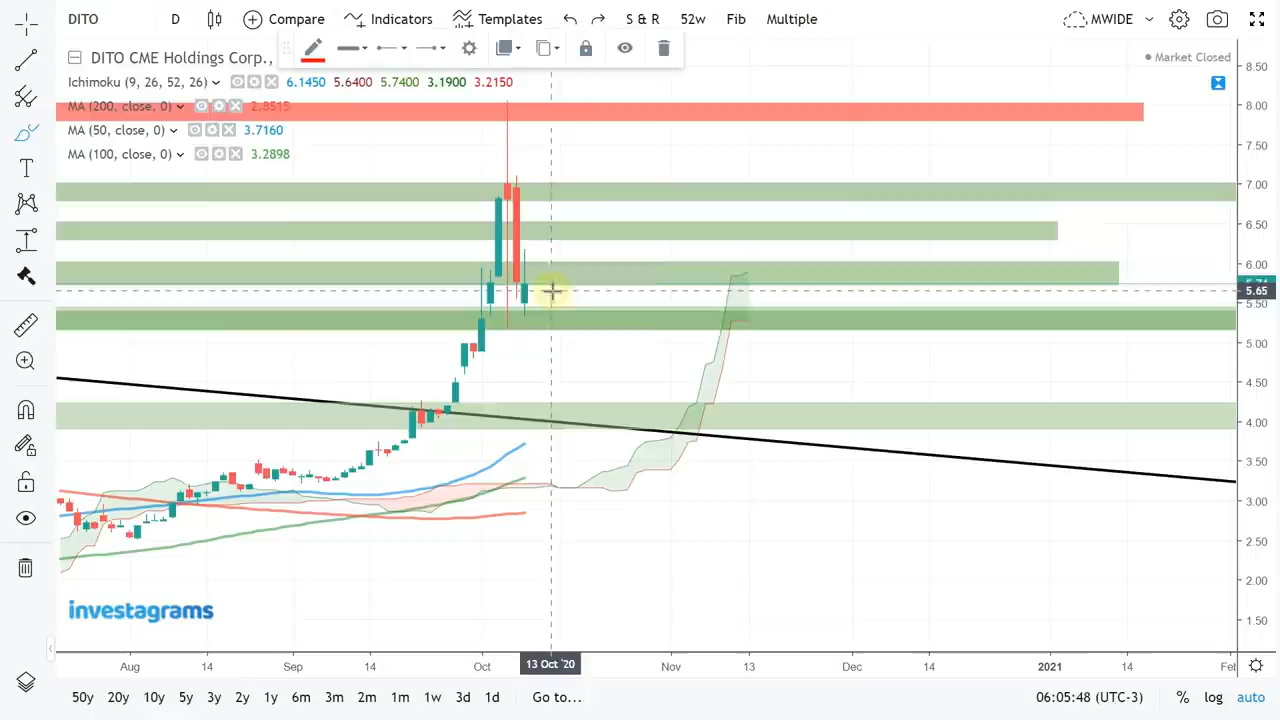 DITO D Compare Indicators Templates S & R 52w Fib Multiple MWIDE
DITO CME Holdings Corp.,
Market Closed
Ichimoku (9, 26, 52, 26) 6.1450 5.6400 5.7400 3.1900 3.2150
MA (200, close, 0) 2.8515
MA (50, close, 0) 3.7160
MA (100, close, 0) 3.2898
8.50
8.00
7.50
7.00
6.50
6.00
5.65
5.50
5.00
4.50
4.00
3.50
3.00
2.50
2.00
1.50
investagrams
Aug 14 Sep 14 Oct 13 Oct '20 Nov 13 Dec 14 2021 14 Feb
50y 20y 10y 5y 3y 2y 1y 6m 3m 2m 1m 1w 3d 1d Go to... 06:05:48 (UTC-3) % log auto